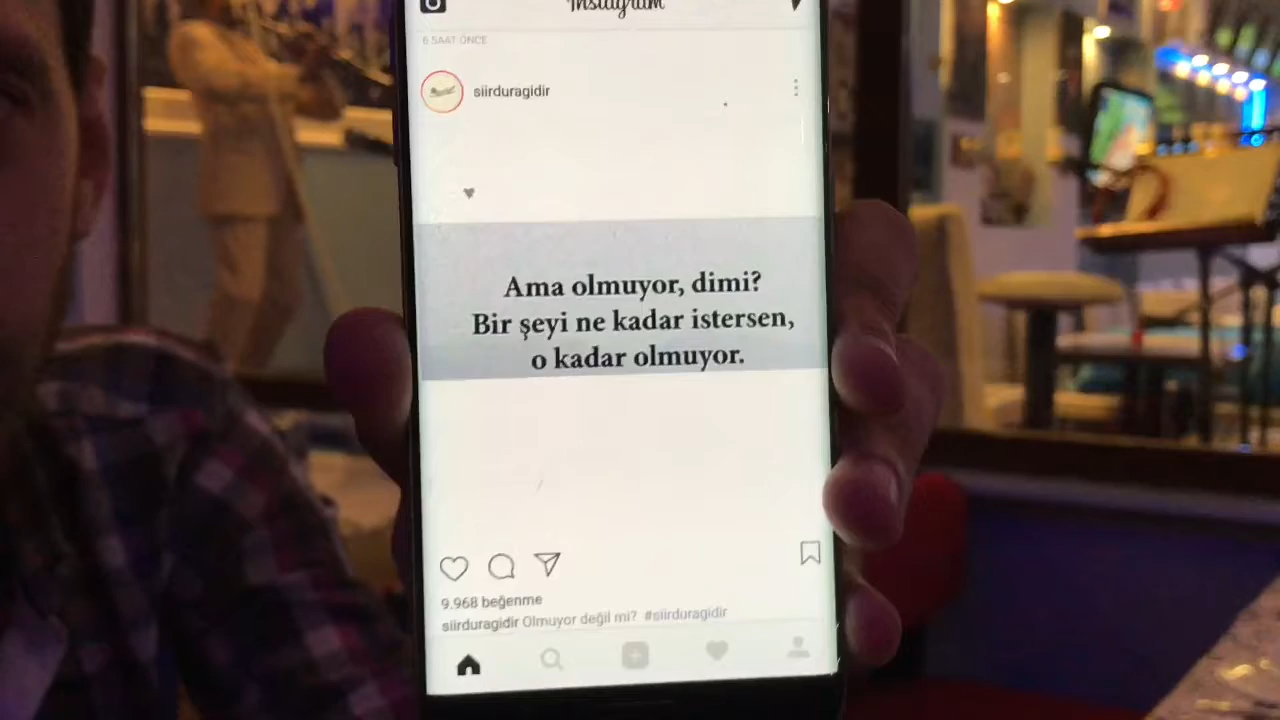 Instagram
6 SAAT ÖNCE
siirduragidir
Ama olmuyor, dimi?
Bir şeyi ne kadar istersen,
o kadar olmuyor.
9.968 beğenme
siirduragidir Olmuyor değil mi? #siirduragidir